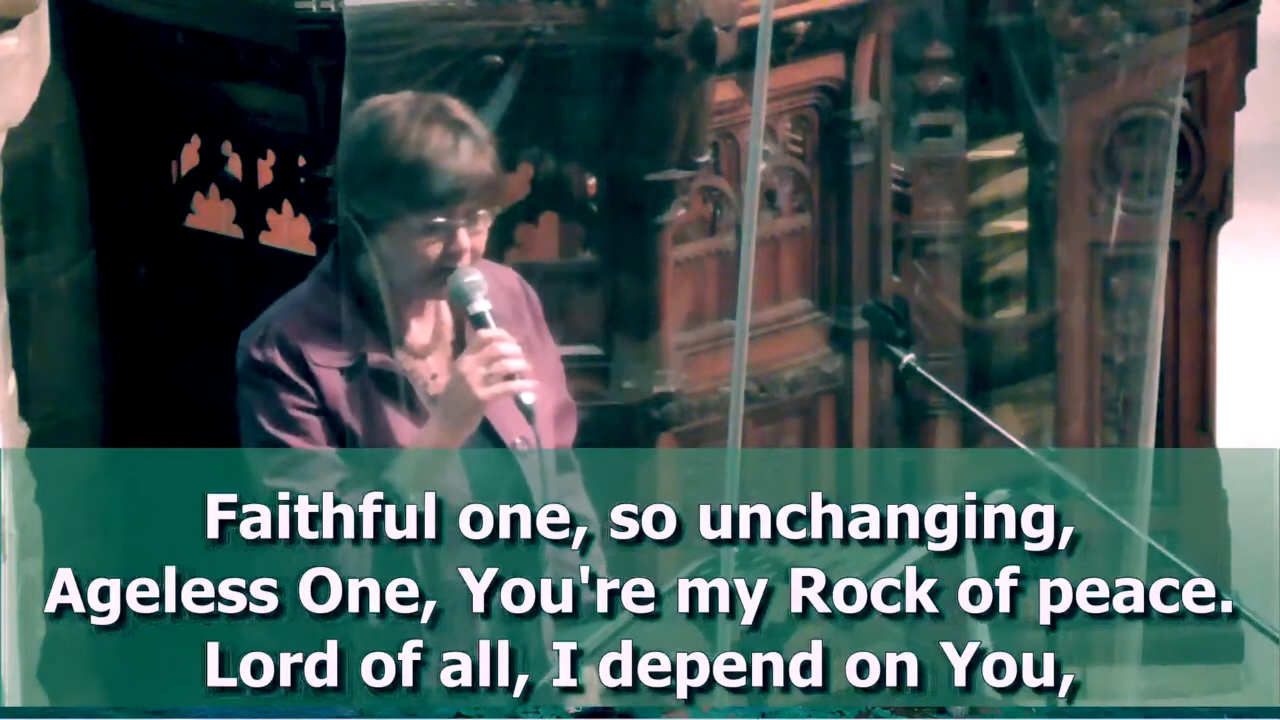 Faithful one, so unchanging,
Ageless One, You're my Rock of peace.
Lord of all, I depend on You,